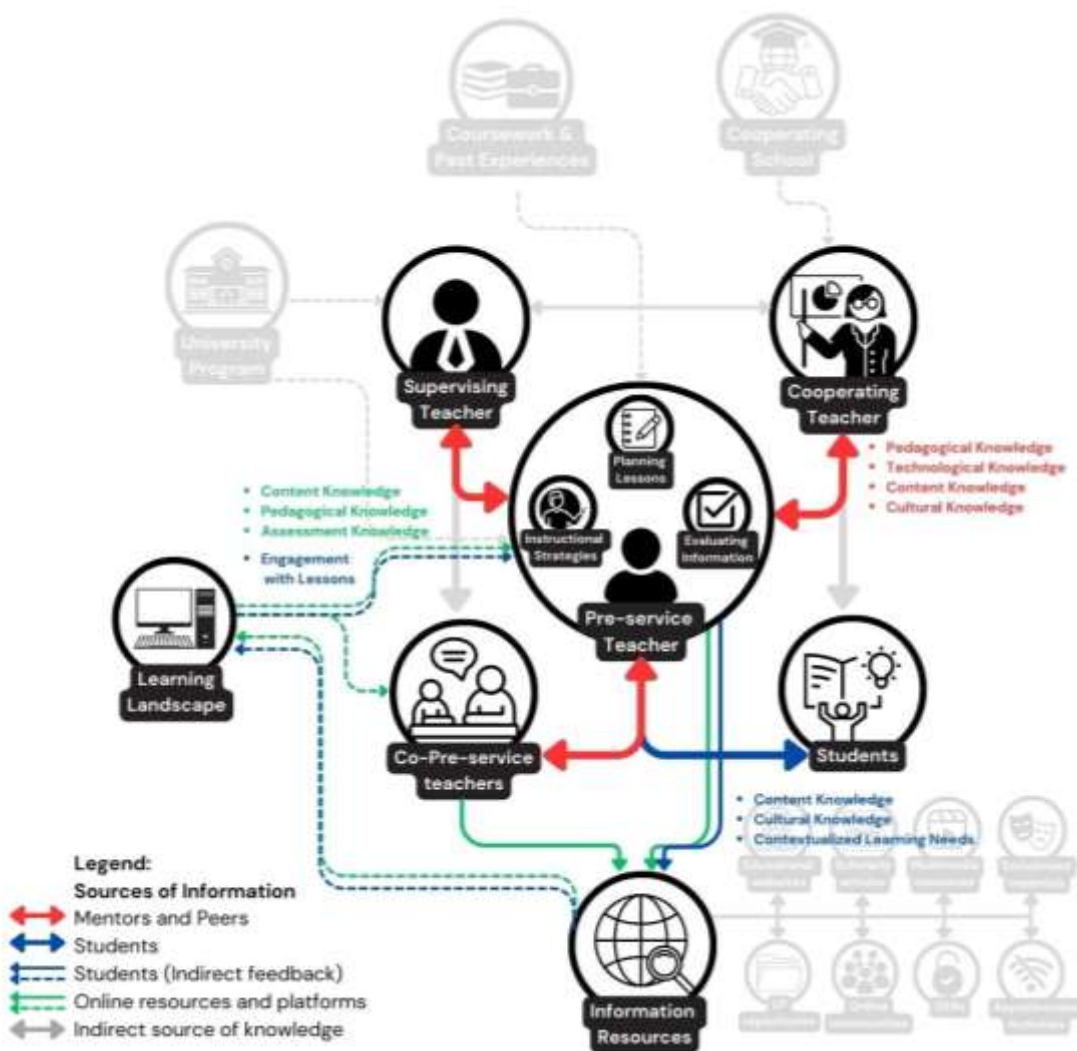 Coursework &
Past Experiences
Cooperating
School
University
Program
Supervising
Teacher
Cooperating
Teacher
Planning
Lessons
Instructional
Strategies
Evaluating
Information
Pre-service
Teacher
• Pedagogical Knowledge
• Technological Knowledge
• Content Knowledge
• Cultural Knowledge
• Content Knowledge
• Pedagogical Knowledge
• Assessment Knowledge
• Engagement
with Lessons
Learning
Landscape
Co-Pre-service
teachers
Students
• Content Knowledge
• Cultural Knowledge
• Contextualized Learning Needs
Information
Resources
Legend:
Sources of Information
Mentors and Peers
Students
Students (Indirect feedback)
Online resources and platforms
Indirect source of knowledge